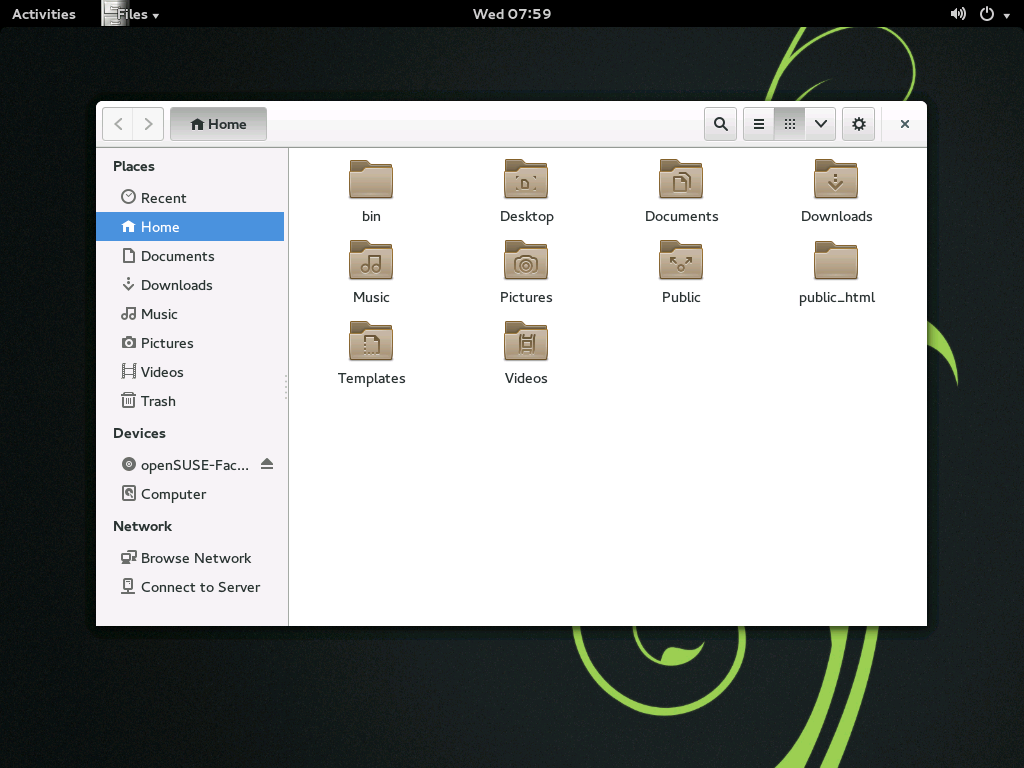 Activities Files Wed 07:59
Home
Places
Recent
Home
Documents
Downloads
Music
Pictures
Videos
Trash
Devices
openSUSE-Fac...
Computer
Network
Browse Network
Connect to Server
bin Desktop Documents Downloads
Music Pictures Public public_html
Templates Videos